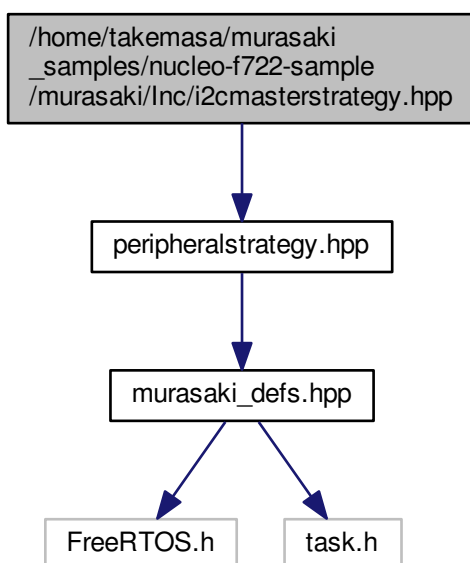 /home/takemasa/murasaki
_samples/nucleo-f722-sample
/murasaki/Inc/i2cmasterstrategy.hpp
peripheralstrategy.hpp
murasaki_defs.hpp
FreeRTOS.h
task.h